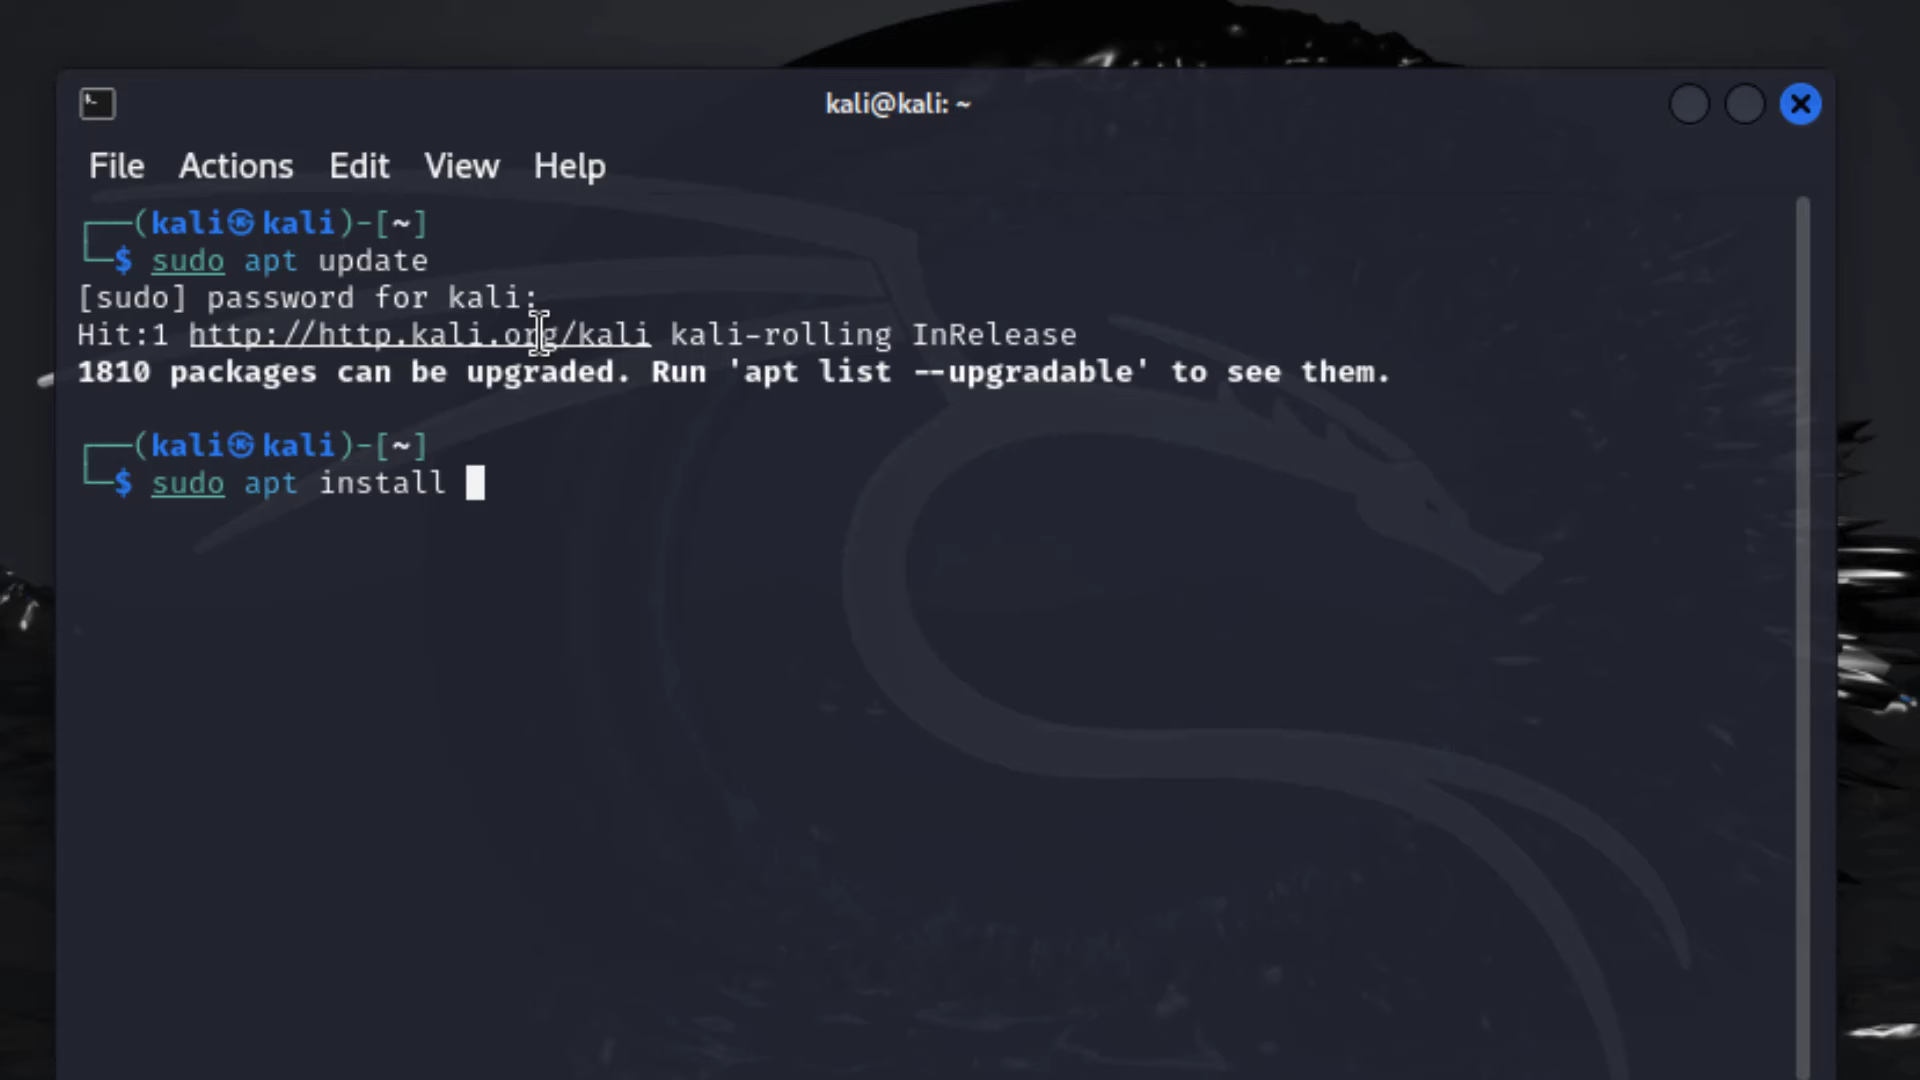 kali@kali: ~
File Actions Edit View Help
┌──(kali㉿kali)-[~]
└─$ sudo apt update
[sudo] password for kali:
Hit:1 http://http.kali.org/kali kali-rolling InRelease
1810 packages can be upgraded. Run 'apt list --upgradable' to see them.
┌──(kali㉿kali)-[~]
└─$ sudo apt install